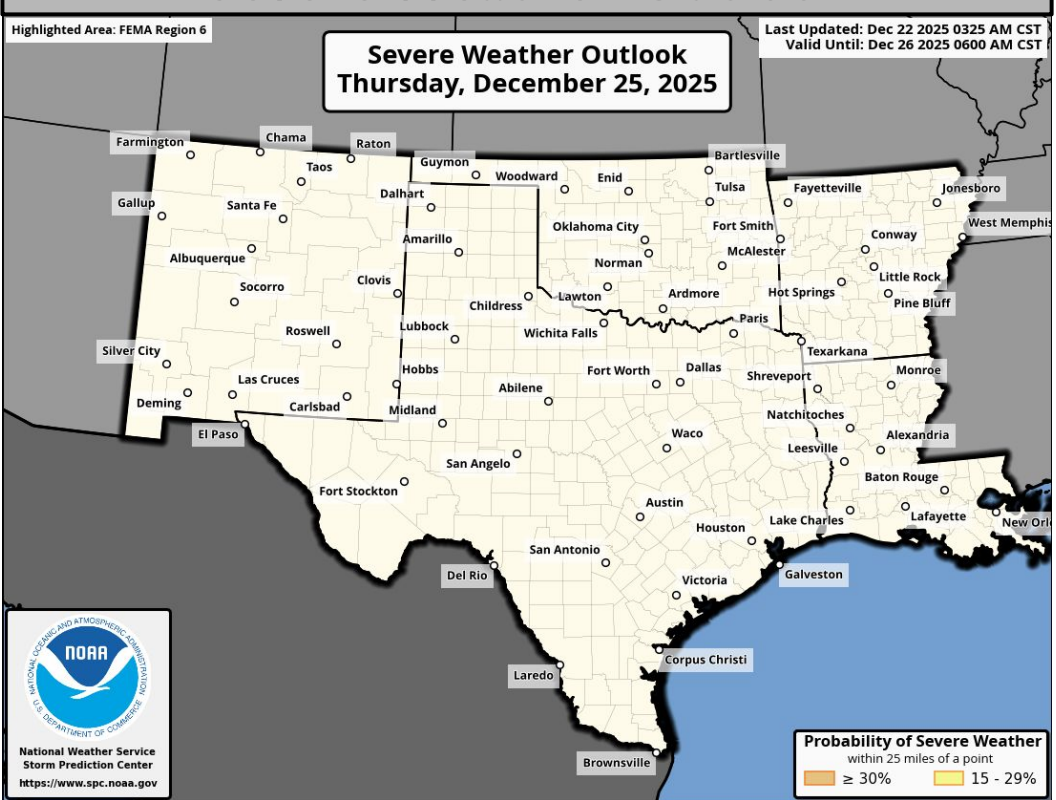 Highlighted Area: FEMA Region 6
Last Updated: Dec 22 2025 0325 AM CST
Valid Until: Dec 26 2025 0600 AM CST
Severe Weather Outlook
Thursday, December 25, 2025
Farmington
Chama
Raton
Taos
Guymon
Woodward
Enid
Bartlesville
Tulsa
Fayetteville
Jonesboro
Gallup
Santa Fe
Dalhart
Oklahoma City
Fort Smith
West Memphis
Albuquerque
Amarillo
Norman
McAlester
Conway
Socorro
Clovis
Childress
Lawton
Ardmore
Hot Springs
Little Rock
Pine Bluff
Roswell
Lubbock
Wichita Falls
Paris
Texarkana
Silver City
Las Cruces
Hobbs
Abilene
Fort Worth
Dallas
Shreveport
Monroe
Deming
Carlsbad
Midland
Natchitoches
El Paso
San Angelo
Waco
Leesville
Alexandria
Fort Stockton
Austin
Baton Rouge
Houston
Lake Charles
Lafayette
New Orl
San Antonio
Del Rio
Galveston
Victoria
Laredo
Corpus Christi
Brownsville
NATIONAL OCEANIC AND ATMOSPHERIC ADMINISTRATION
NOAA
U.S. DEPARTMENT OF COMMERCE
National Weather Service
Storm Prediction Center
https://www.spc.noaa.gov
Probability of Severe Weather
within 25 miles of a point
≥ 30%
15 - 29%